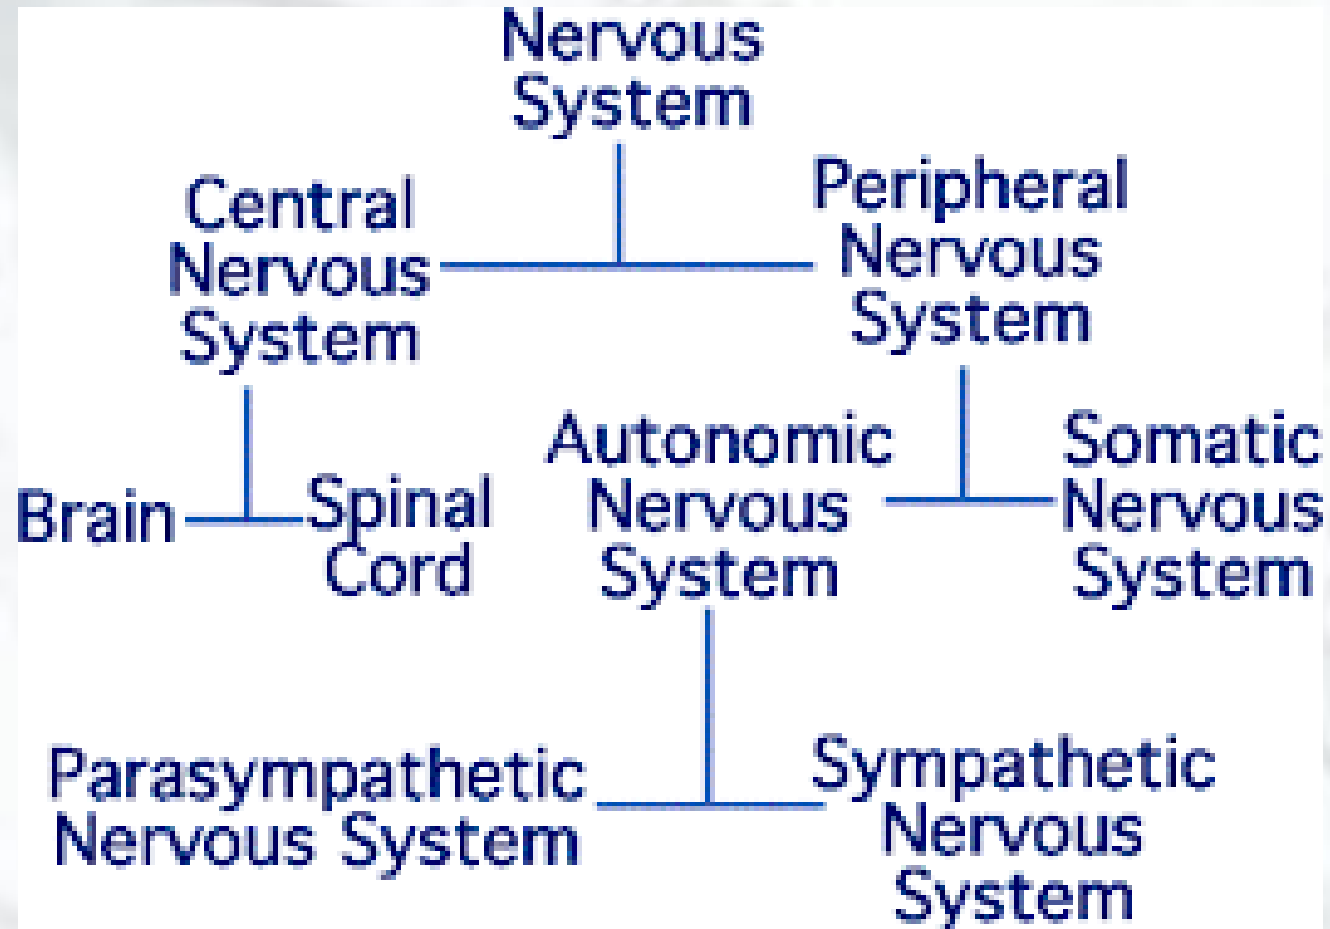 Nervous
System
Central
Nervous
System
Peripheral
Nervous
System
Brain
Spinal
Cord
Autonomic
Nervous
System
Somatic
Nervous
System
Parasympathetic
Nervous System
Sympathetic
Nervous
System